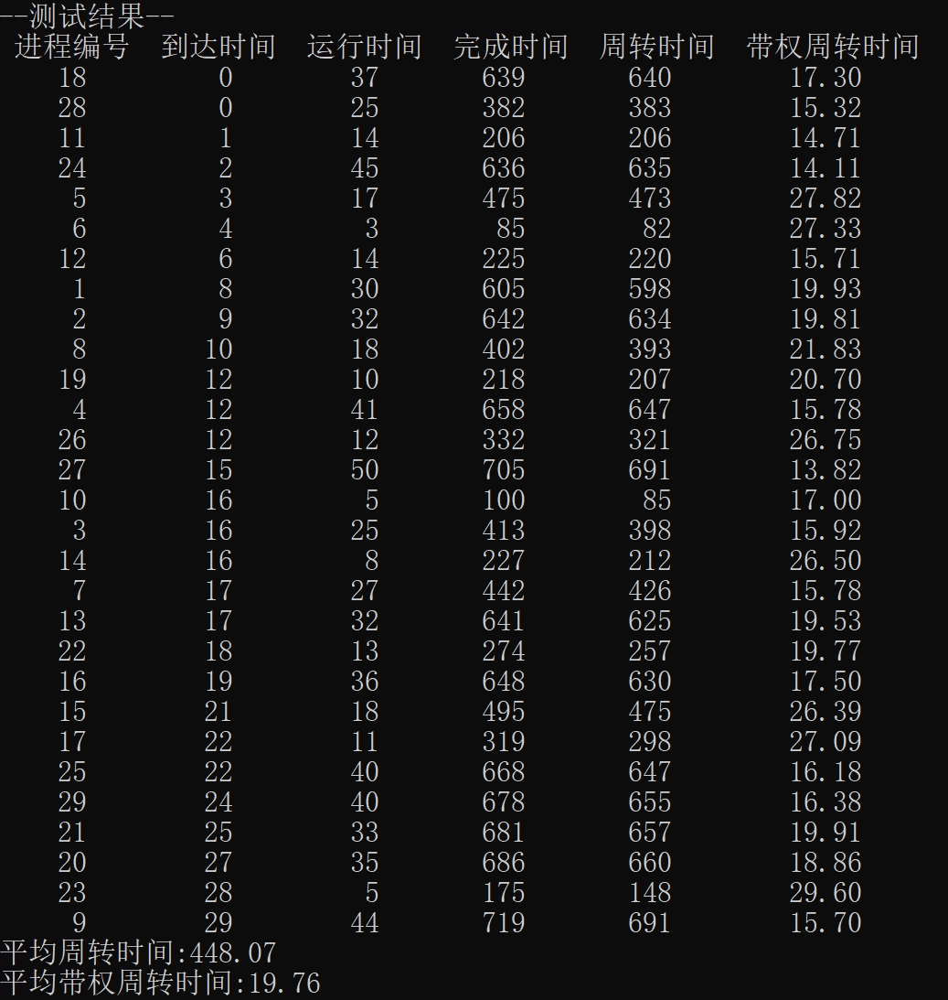 --测试结果--
进程编号 到达时间 运行时间 完成时间 周转时间 带权周转时间
18 0 37 639 640 17.30
28 0 25 382 383 15.32
11 1 14 206 206 14.71
24 2 45 636 635 14.11
5 3 17 475 473 27.82
6 4 3 85 82 27.33
12 6 14 225 220 15.71
1 8 30 605 598 19.93
2 9 32 642 634 19.81
8 10 18 402 393 21.83
19 12 10 218 207 20.70
4 12 41 658 647 15.78
26 12 12 332 321 26.75
27 15 50 705 691 13.82
10 16 5 100 85 17.00
3 16 25 413 398 15.92
14 16 8 227 212 26.50
7 17 27 442 426 15.78
13 17 32 641 625 19.53
22 18 13 274 257 19.77
16 19 36 648 630 17.50
15 21 18 495 475 26.39
17 22 11 319 298 27.09
25 22 40 668 647 16.18
29 24 40 678 655 16.38
21 25 33 681 657 19.91
20 27 35 686 660 18.86
23 28 5 175 148 29.60
9 29 44 719 691 15.70
平均周转时间:448.07
平均带权周转时间:19.76